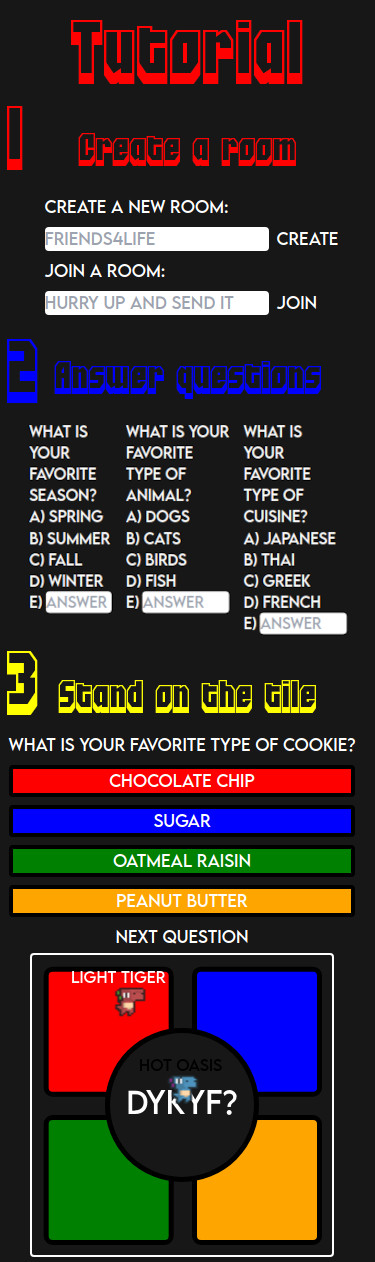 Tutorial
1 Create a room
CREATE A NEW ROOM:
FRIENDS4LIFE CREATE
JOIN A ROOM:
HURRY UP AND SEND IT JOIN
2 Answer questions
WHAT IS
YOUR
FAVORITE
SEASON?
A) SPRING
B) SUMMER
C) FALL
D) WINTER
E) ANSWER
WHAT IS YOUR
FAVORITE
TYPE OF
ANIMAL?
A) DOGS
B) CATS
C) BIRDS
D) FISH
E) ANSWER
WHAT IS
YOUR
FAVORITE
TYPE OF
CUISINE?
A) JAPANESE
B) THAI
C) GREEK
D) FRENCH
E) ANSWER
3 Stand on the tile
WHAT IS YOUR FAVORITE TYPE OF COOKIE?
CHOCOLATE CHIP
SUGAR
OATMEAL RAISIN
PEANUT BUTTER
NEXT QUESTION
LIGHT TIGER
HOT OASIS
DYKYF?